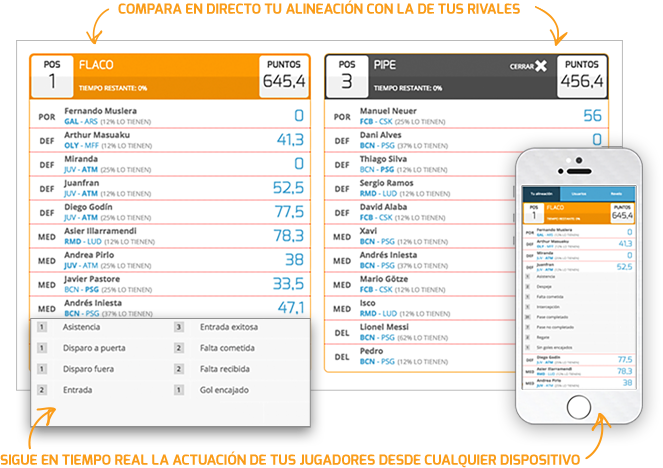 COMPARA EN DIRECTO TU ALINEACIÓN CON LA DE TUS RIVALES
POS
1
FLACO
TIEMPO RESTANTE: 0%
PUNTOS
645,4
POR
Fernando Muslera
GAL - ARS (12% LO TIENEN)
0
DEF
Arthur Masuaku
OLY - MFF (12% LO TIENEN)
41,3
DEF
Miranda
JUV - ATM (25% LO TIENEN)
0
DEF
Juanfran
JUV - ATM (12% LO TIENEN)
52,5
DEF
Diego Godín
JUV - ATM (25% LO TIENEN)
77,5
MED
Asier Illarramendi
RMD - LUD (12% LO TIENEN)
78,3
MED
Andrea Pirlo
JUV - ATM (25% LO TIENEN)
38
MED
Javier Pastore
BCN - PSG (25% LO TIENEN)
33,5
MED
Andrés Iniesta
BCN - PSG (37% LO TIENEN)
47,1
1 Asistencia
3 Entrada exitosa
1 Disparo a puerta
2 Falta cometida
1 Disparo fuera
2 Falta recibida
2 Entrada
1 Gol encajado
POS
3
PIPE
TIEMPO RESTANTE: 0%
CERRAR
PUNTOS
456,4
POR
Manuel Neuer
FCB - CSK (25% LO TIENEN)
56
DEF
Dani Alves
BCN - PSG (37% LO TIENEN)
0
DEF
Thiago Silva
BCN - PSG (25% LO TIENEN)
DEF
Sergio Ramos
RMD - LUD (12% LO TIENEN)
DEF
David Alaba
FCB - CSK (12% LO TIENEN)
MED
Xavi
BCN - PSG (12% LO TIENEN)
MED
Andrés Iniesta
BCN - PSG (37% LO TIENEN)
MED
Mario Götze
FCB - CSK (12% LO TIENEN)
MED
Isco
RMD - LUD (12% LO TIENEN)
DEL
Lionel Messi
BCN - PSG (62% LO TIENEN)
DEL
Pedro
BCN - PSG (12% LO TIENEN)
Tu alineación
Usuarios
POS
1
FLACO
TIEMPO RESTANTE: 0%
PUNTOS
645,4
POR
Fernando Muslera
0
DEF
Arthur Masuaku
41,3
DEF
Miranda
0
DEF
Juanfran
52,5
Asistencia
Despeje
Falta cometida
Intercepción
Pase completado
Pase no completado
Regate
Sin goles encajados
DEF
Diego Godín
77,5
MED
Asier Illarramendi
78,3
MED
Andrea Pirlo
38
SIGUE EN TIEMPO REAL LA ACTUACIÓN DE TUS JUGADORES DESDE CUALQUIER DISPOSITIVO